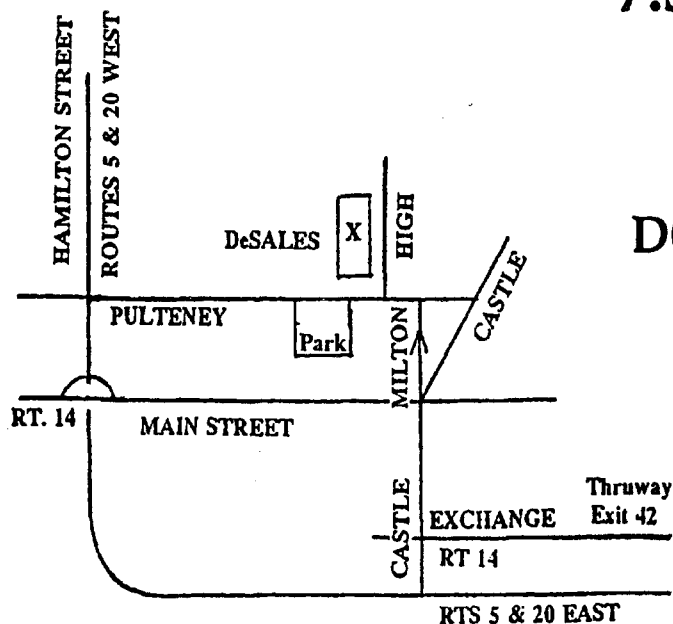 HAMILTON STREET
ROUTES 5 & 20 WEST
DeSALES
X
HIGH
CASTLE
PULTENEY
Park
MILTON
RT. 14
MAIN STREET
CASTLE
EXCHANGE
Thruway
Exit 42
RT 14
RTS 5 & 20 EAST